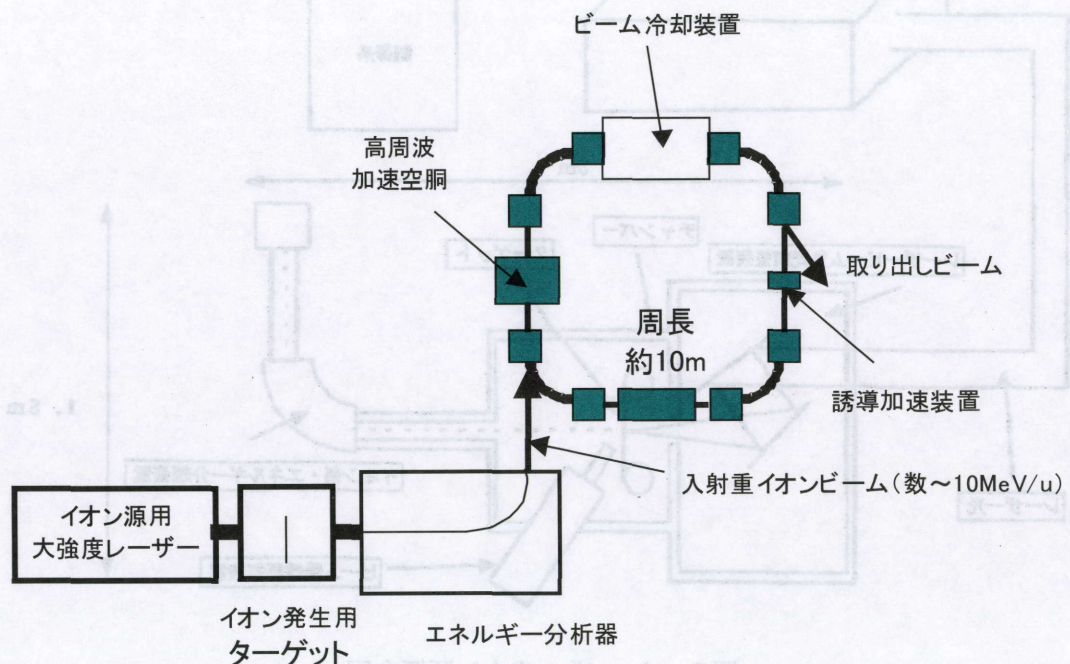 ビーム冷却装置
高周波
加速空胴
取り出しビーム
周長
約10m
誘導加速装置
入射重イオンビーム(数～10MeV/u)
イオン源用
大強度レーザー
イオン発生用
ターゲット
エネルギー分析器